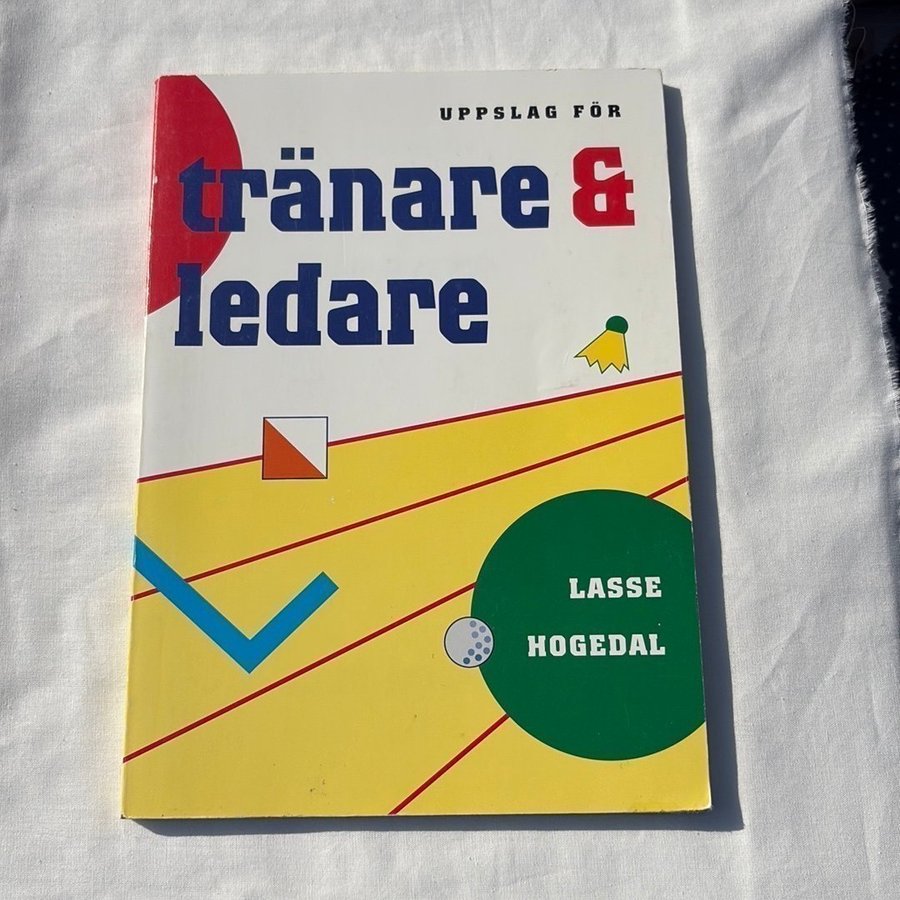 UPPSLAG FÖR
tränare &
ledare
LASSE
HOGEDAL